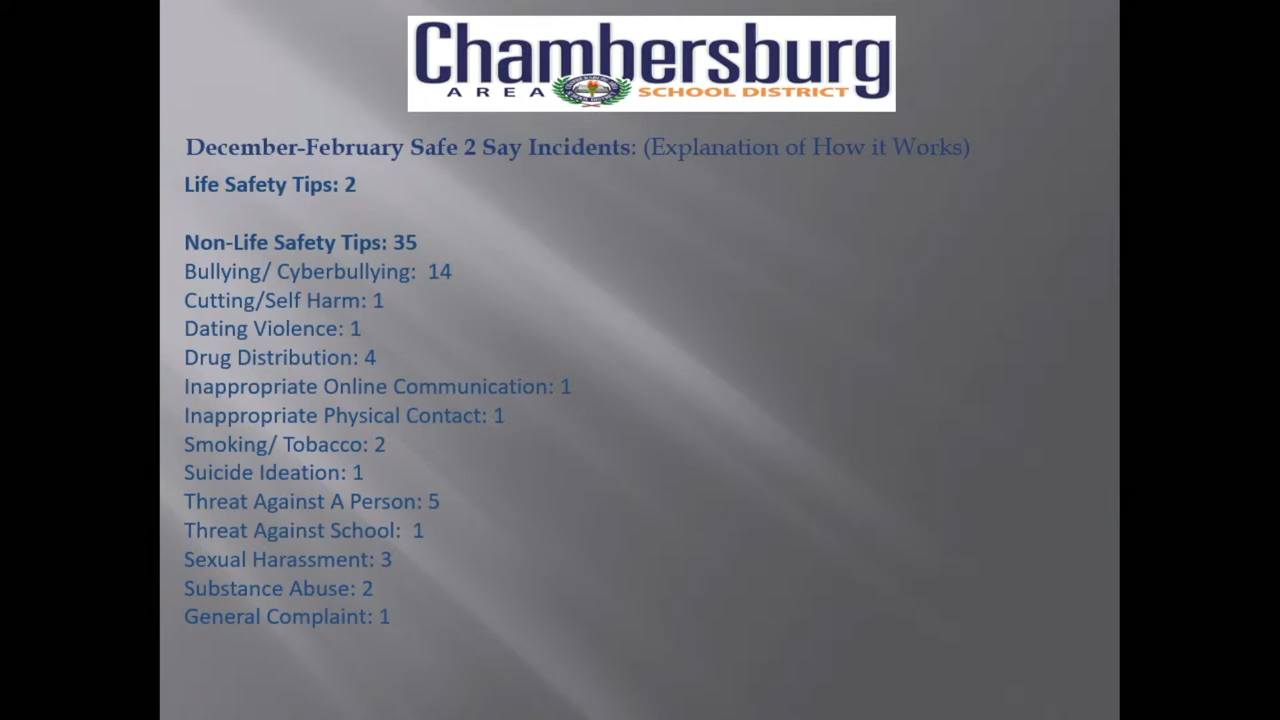 Chambersburg
AREA SCHOOL DISTRICT
December-February Safe 2 Say Incidents: (Explanation of How it Works)
Life Safety Tips: 2
Non-Life Safety Tips: 35
Bullying/ Cyberbullying:  14
Cutting/Self Harm: 1
Dating Violence: 1
Drug Distribution: 4
Inappropriate Online Communication: 1
Inappropriate Physical Contact: 1
Smoking/ Tobacco: 2
Suicide Ideation: 1
Threat Against A Person: 5
Threat Against School:  1
Sexual Harassment: 3
Substance Abuse: 2
General Complaint: 1